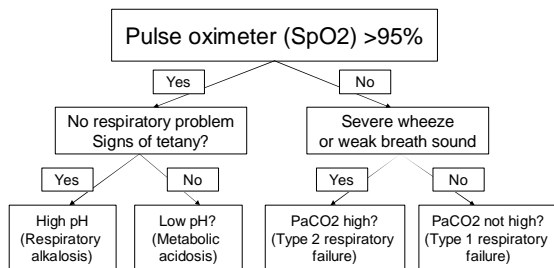 Pulse oximeter (SpO2) >95%
Yes
No
No respiratory problem
Signs of tetany?
Severe wheeze
or weak breath sound
Yes
No
Yes
No
High pH
(Respiratory
alkalosis)
Low pH?
(Metabolic
acidosis)
PaCO2 high?
(Type 2 respiratory
failure)
PaCO2 not high?
(Type 1 respiratory
failure)